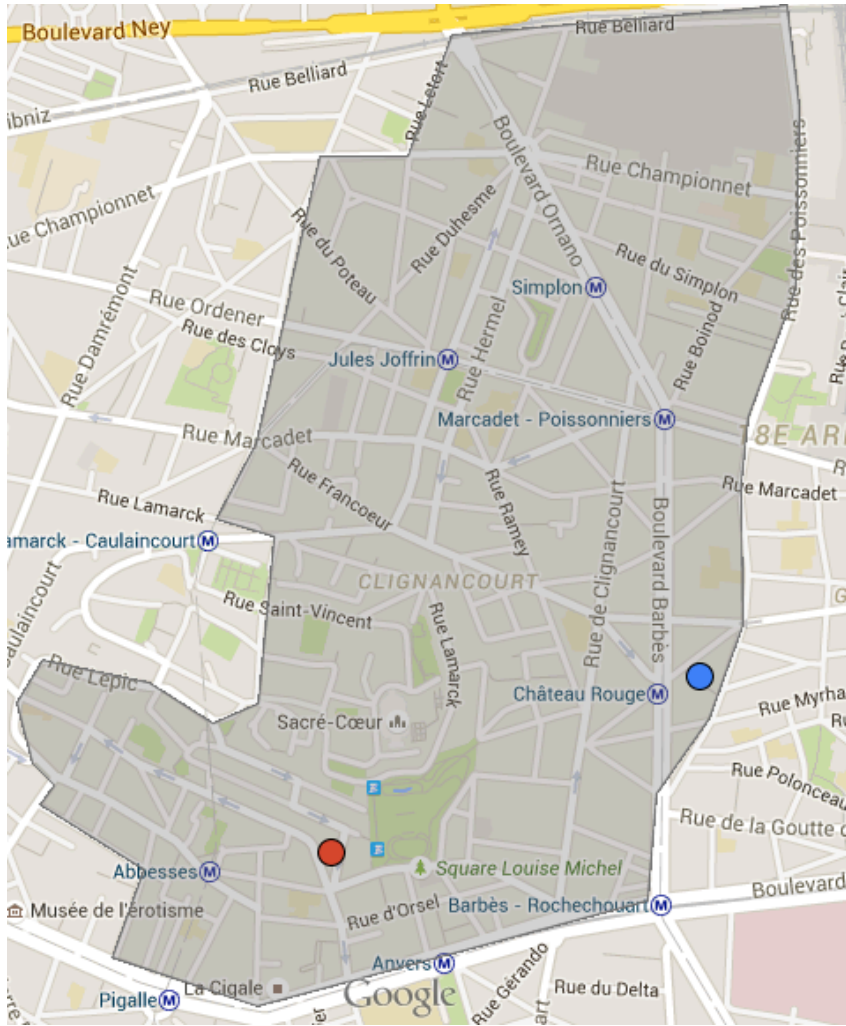 Boulevard Ney
Rue Belliard
Rue Belliard
Rue Letort
ibniz
Boulevard Ornano
Rue Championnet
Rue des Poissonniers
Rue Championnet
Rue Duhesme
Rue du Poteau
Rue du Simplon
Simplon
Rue Ordener
Rue Damrémont
Rue des Cloys
Rue Hermel
Rue Boinod
Jules Joffrin
Marcadet - Poissonniers
18E ARI
Rue Marcadet
Rue Francoeur
Rue Ramey
Rue Marcadet
Rue Lamarck
amarck - Caulaincourt
Boulevard Barbès
Rue de Clignancourt
CLIGNANCOURT
Caulaincourt
Rue Saint-Vincent
Rue Lamarck
Rue Lepic
Château Rouge
Rue Myrha
Sacré-Cœur
Rue Polonceau
Rue de la Goutte d
Abbesses
Square Louise Michel
Boulevard
Musée de l'érotisme
Rue d'Orsel
Barbès - Rochechouart
Anvers
La Cigale
Pigalle
Google
Rue Gérando
Rue du Delta